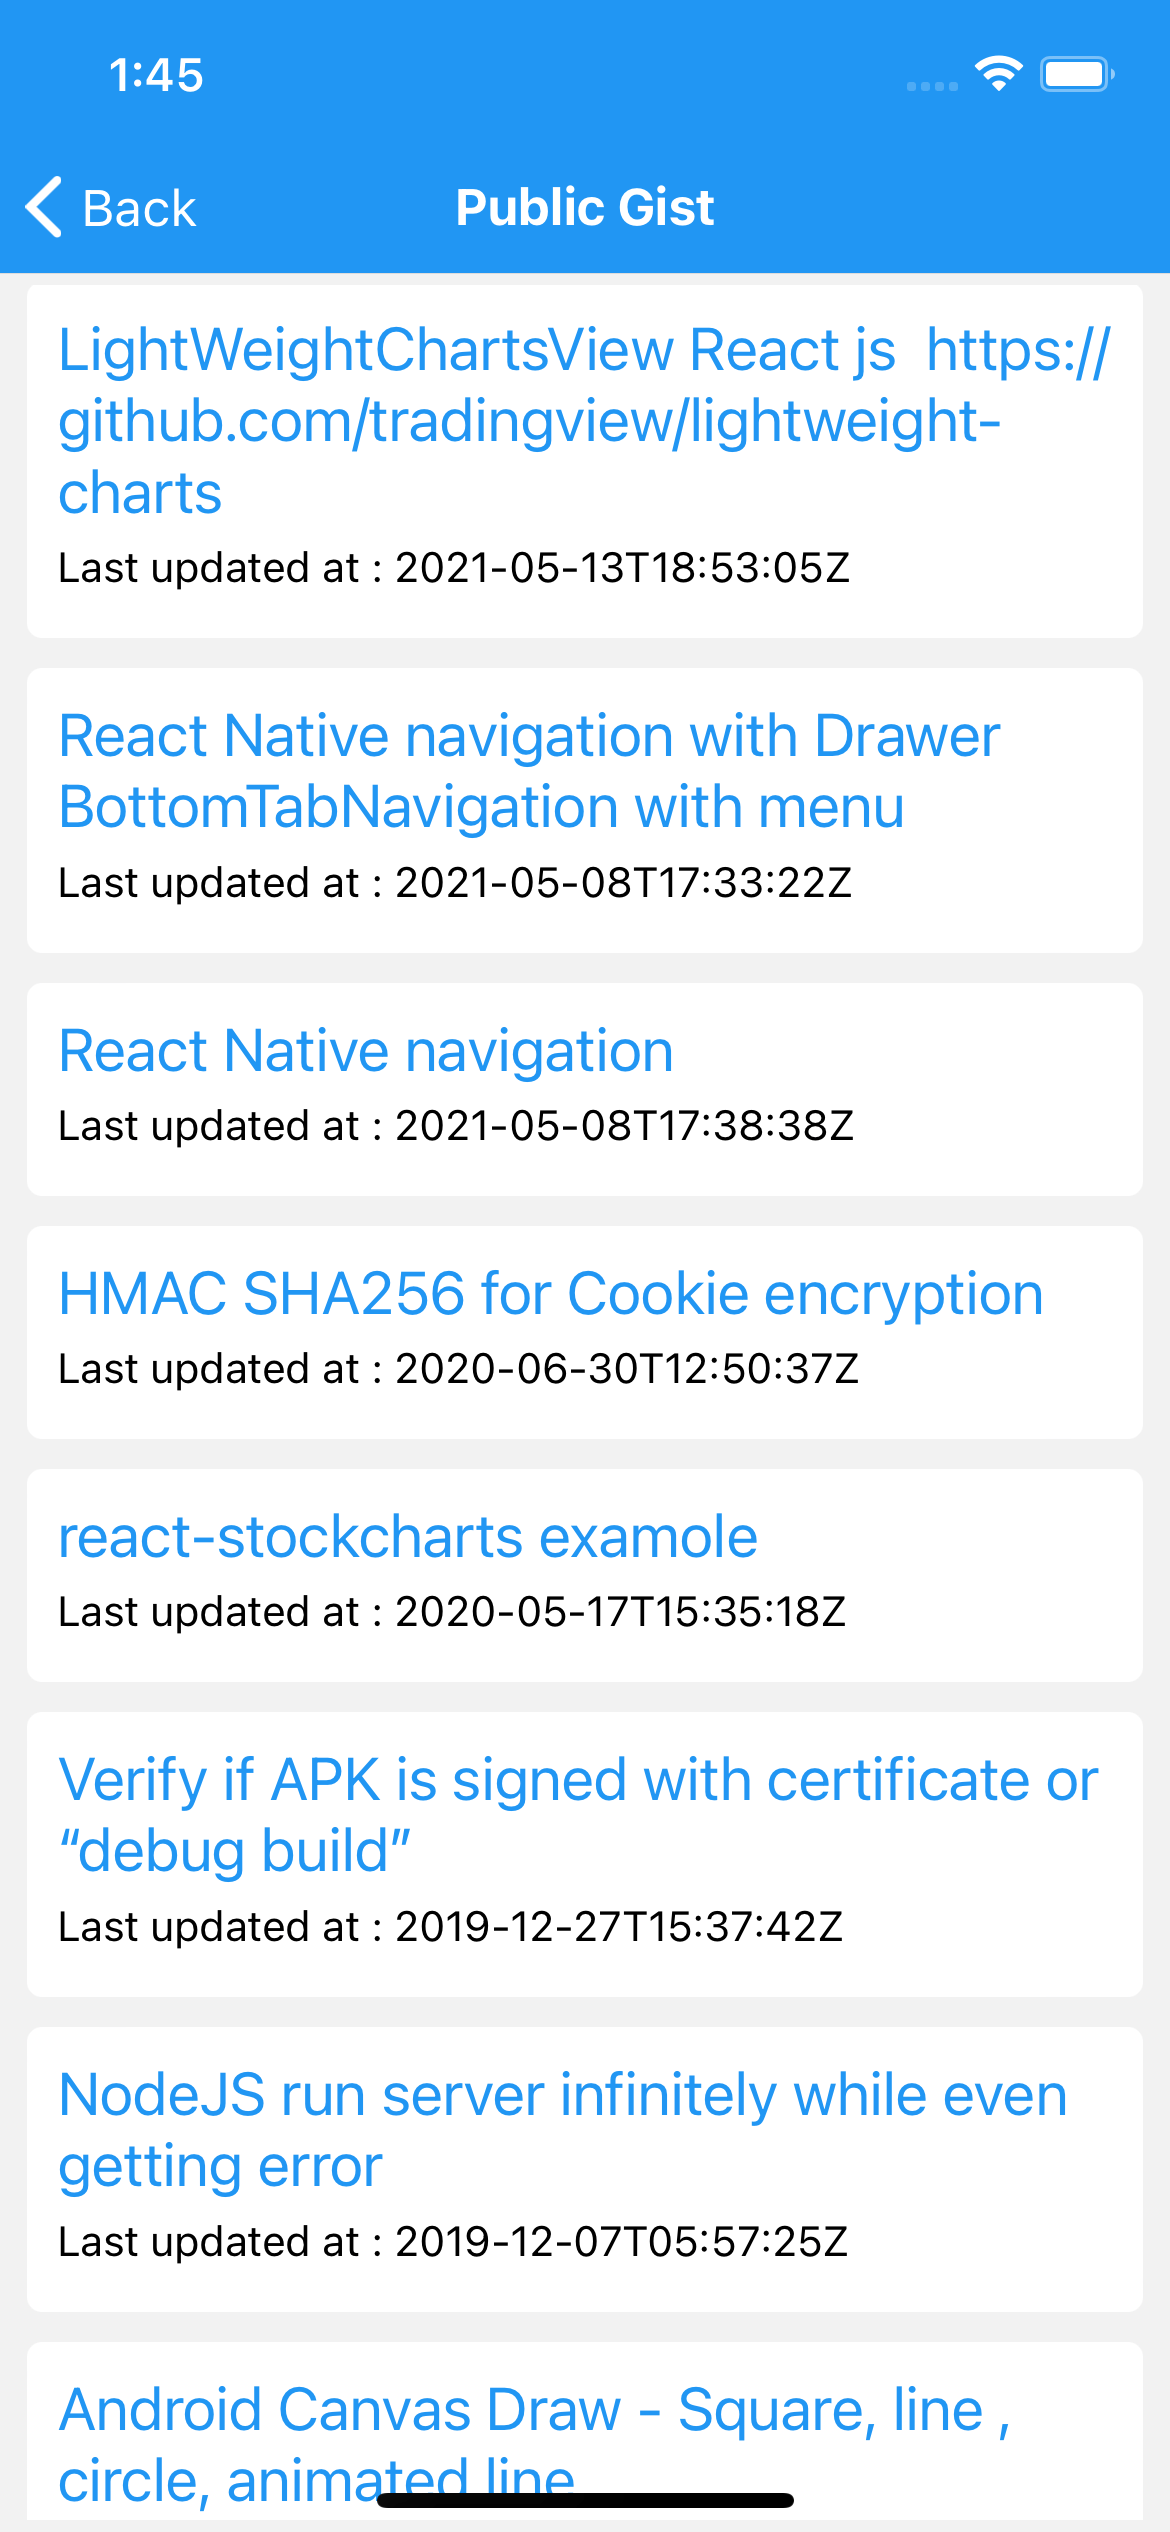 1:45
Back
Public Gist
LightWeightChartsView React js  https://
github.com/tradingview/lightweight-
charts
Last updated at : 2021-05-13T18:53:05Z
React Native navigation with Drawer
BottomTabNavigation with menu
Last updated at : 2021-05-08T17:33:22Z
React Native navigation
Last updated at : 2021-05-08T17:38:38Z
HMAC SHA256 for Cookie encryption
Last updated at : 2020-06-30T12:50:37Z
react-stockcharts examole
Last updated at : 2020-05-17T15:35:18Z
Verify if APK is signed with certificate or
“debug build”
Last updated at : 2019-12-27T15:37:42Z
NodeJS run server infinitely while even
getting error
Last updated at : 2019-12-07T05:57:25Z
Android Canvas Draw - Square, line ,
circle, animated line